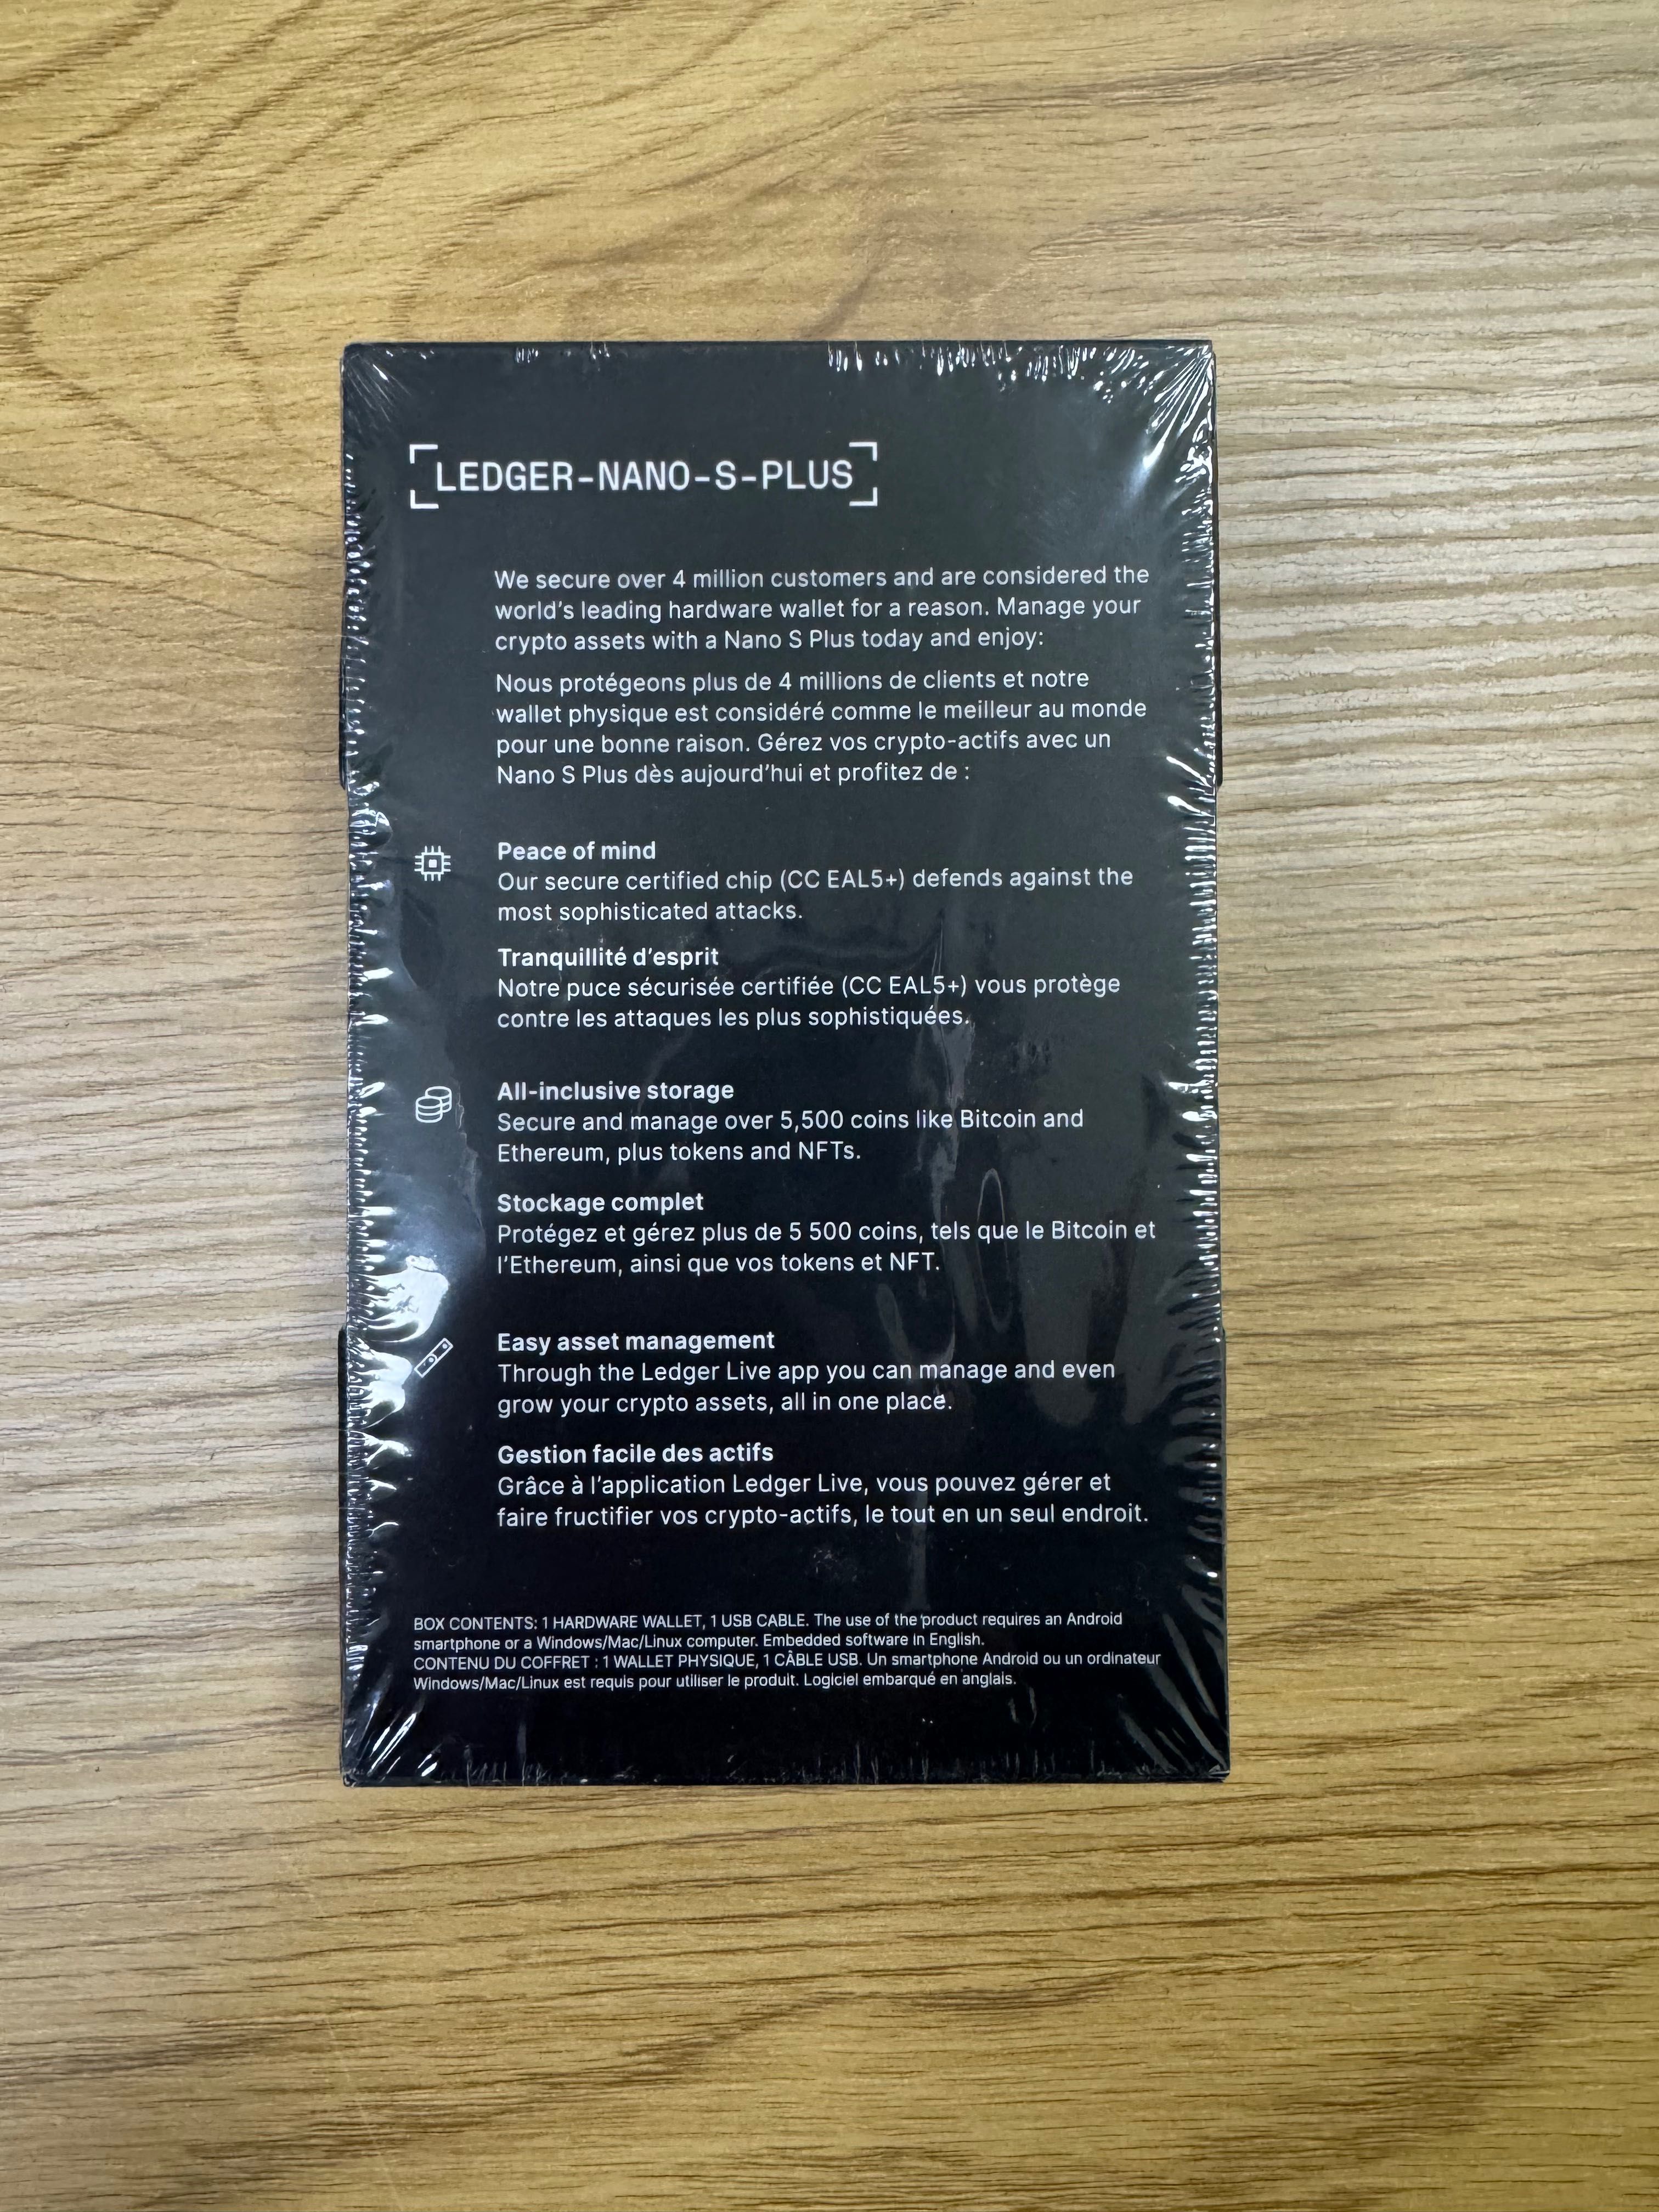 LEDGER-NANO-S-PLUS
We secure over 4 million customers and are considered the
world's leading hardware wallet for a reason. Manage your
crypto assets with a Nano S Plus today and enjoy:
Nous protégeons plus de 4 millions de clients et notre
wallet physique est considéré comme le meilleur au monde
pour une bonne raison. Gérez vos crypto-actifs avec un
Nano S Plus dès aujourd'hui et profitez de :
Peace of mind
Our secure certified chip (CC EAL5+) defends against the
most sophisticated attacks.
Tranquillité d'esprit
Notre puce sécurisée certifiée (CC EAL5+) vous protège
contre les attaques les plus sophistiquées.
All-inclusive storage
Secure and manage over 5,500 coins like Bitcoin and
Ethereum, plus tokens and NFTs.
Stockage complet
Protégez et gérez plus de 5 500 coins, tels que le Bitcoin et
l'Ethereum, ainsi que vos tokens et NFT.
Easy asset management
Through the Ledger Live app you can manage and even
grow your crypto assets, all in one place.
Gestion facile des actifs
Grâce à l'application Ledger Live, vous pouvez gérer et
faire fructifier vos crypto-actifs, le tout en un seul endroit.
BOX CONTENTS: 1 HARDWARE WALLET, 1 USB CABLE. The use of the product requires an Android
smartphone or a Windows/Mac/Linux computer. Embedded software in English.
CONTENU DU COFFRET : 1 WALLET PHYSIQUE, 1 CÂBLE USB. Un smartphone Android ou un ordinateur
Windows/Mac/Linux est requis pour utiliser le produit. Logiciel embarqué en anglais.